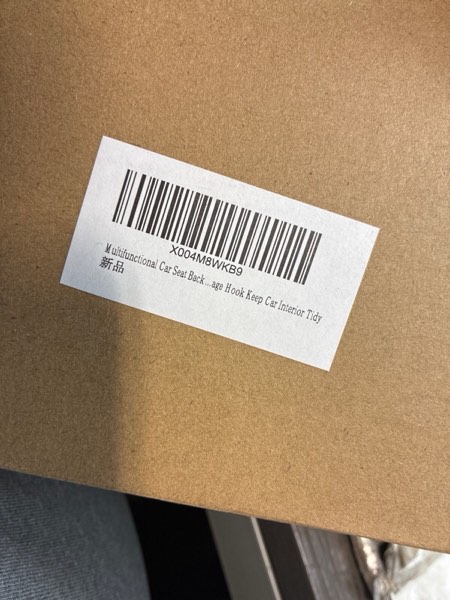 X004M8WKB9
Multifunctional Car Seat Back...age Hook Keep Car Interior Tidy
新品